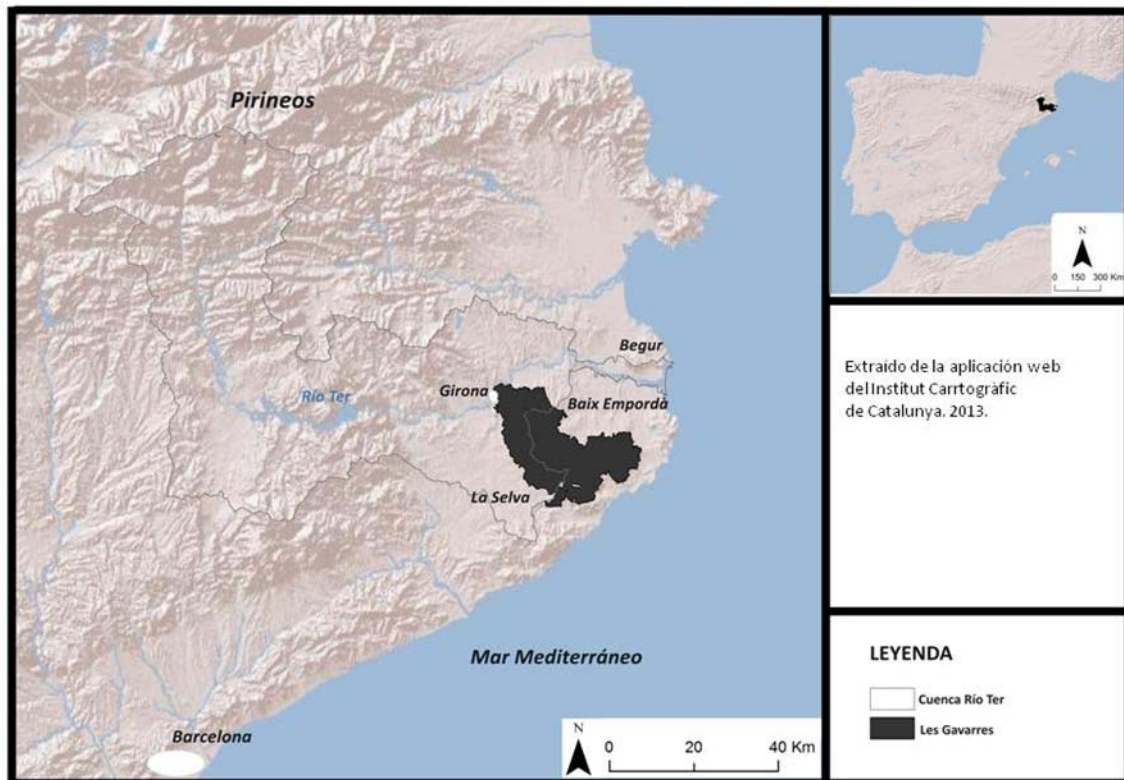 Pirineos
Begur
Girona
Río Ter
Baix Empordà
La Selva
Mar Mediterráneo
Barcelona
N
0 20 40 Km
N
0 150 300 Km
Extraído de la aplicación web
del Institut Carrtogràfic
de Catalunya. 2013.
LEYENDA
Cuenca Río Ter
Les Gavarres